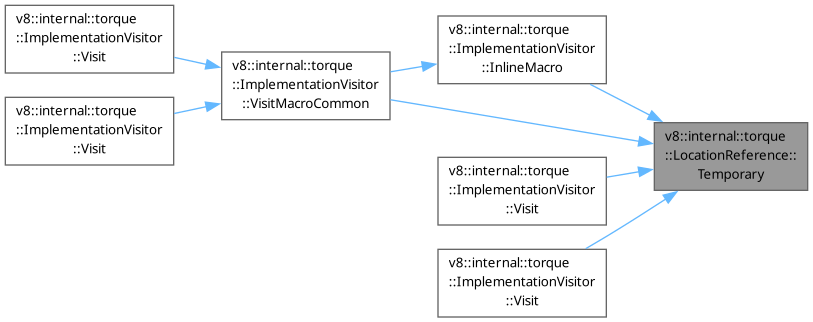 v8::internal::torque
::ImplementationVisitor
::Visit
v8::internal::torque
::ImplementationVisitor
::Visit
v8::internal::torque
::ImplementationVisitor
::VisitMacroCommon
v8::internal::torque
::ImplementationVisitor
::InlineMacro
v8::internal::torque
::ImplementationVisitor
::Visit
v8::internal::torque
::ImplementationVisitor
::Visit
v8::internal::torque
::LocationReference::
Temporary